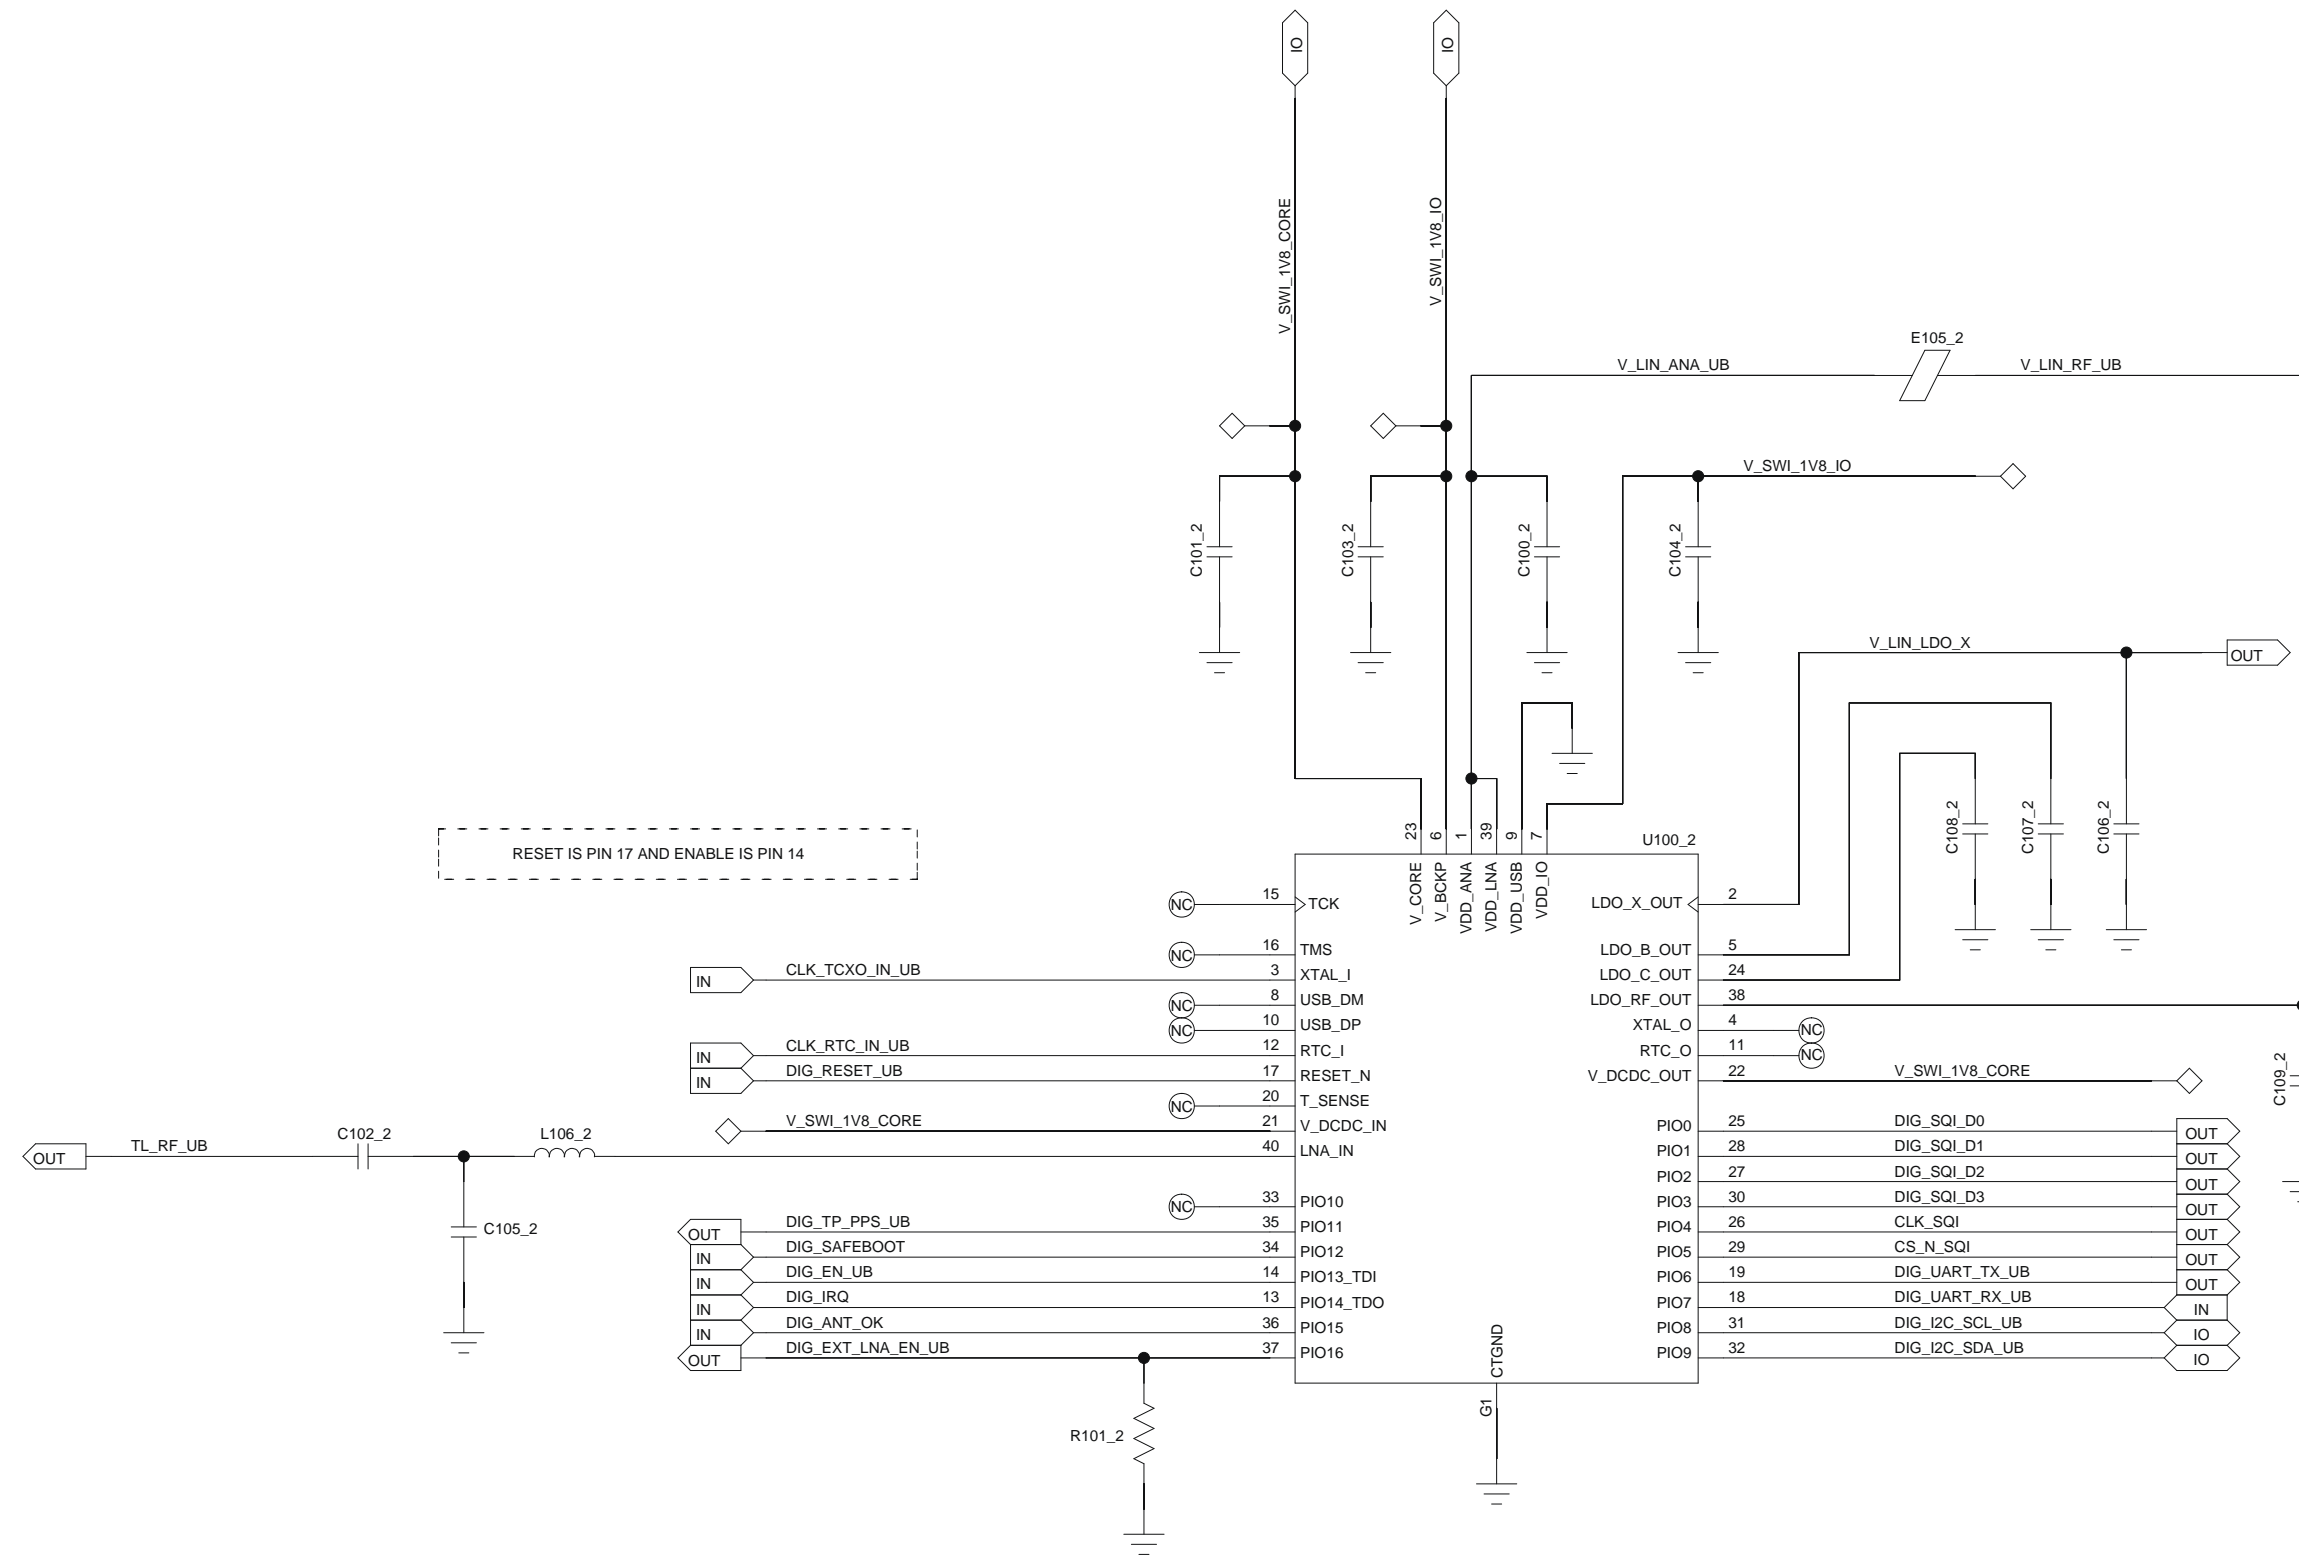 IO
IO
V_SWI_1V8_CORE
V_SWI_1V8_IO
E105_2
V_LIN_ANA_UB
V_LIN_RF_UB
V_SWI_1V8_IO
C101_2
C103_2
C100_2
C104_2
V_LIN_LDO_X
OUT
C108_2
C107_2
C106_2
RESET IS PIN 17 AND ENABLE IS PIN 14
U100_2
23
6
1
39
9
7
V_CORE
V_BCKP
VDD_ANA
VDD_LNA
VDD_USB
VDD_IO
NC 15 TCK
LDO_X_OUT 2
NC 16 TMS
LDO_B_OUT 5
IN CLK_TCXO_IN_UB 3 XTAL_I
LDO_C_OUT 24
NC 8 USB_DM
LDO_RF_OUT 38
NC 10 USB_DP
XTAL_O 4 NC
IN CLK_RTC_IN_UB 12 RTC_I
RTC_O 11 NC
IN DIG_RESET_UB 17 RESET_N
V_DCDC_OUT 22 V_SWI_1V8_CORE
C109_2
NC 20 T_SENSE
V_SWI_1V8_CORE 21 V_DCDC_IN
PIO0 25 DIG_SQI_D0 OUT
OUT TL_RF_UB C102_2 L106_2 40 LNA_IN
PIO1 28 DIG_SQI_D1 OUT
PIO2 27 DIG_SQI_D2 OUT
NC 33 PIO10
PIO3 30 DIG_SQI_D3 OUT
C105_2
OUT DIG_TP_PPS_UB 35 PIO11
PIO4 26 CLK_SQI OUT
IN DIG_SAFEBOOT 34 PIO12
PIO5 29 CS_N_SQI OUT
IN DIG_EN_UB 14 PIO13_TDI
PIO6 19 DIG_UART_TX_UB OUT
IN DIG_IRQ 13 PIO14_TDO
PIO7 18 DIG_UART_RX_UB IN
IN DIG_ANT_OK 36 PIO15
PIO8 31 DIG_I2C_SCL_UB IO
OUT DIG_EXT_LNA_EN_UB 37 PIO16
PIO9 32 DIG_I2C_SDA_UB IO
CTGND
G1
R101_2